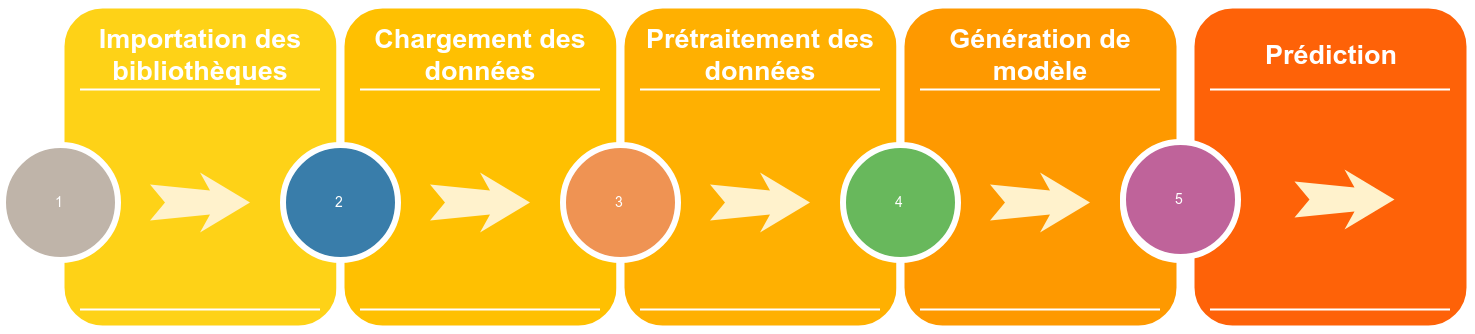 Importation des
bibliothèques
Chargement des
données
Prétraitement des
données
Génération de
modèle
Prédiction
1
2
3
4
5